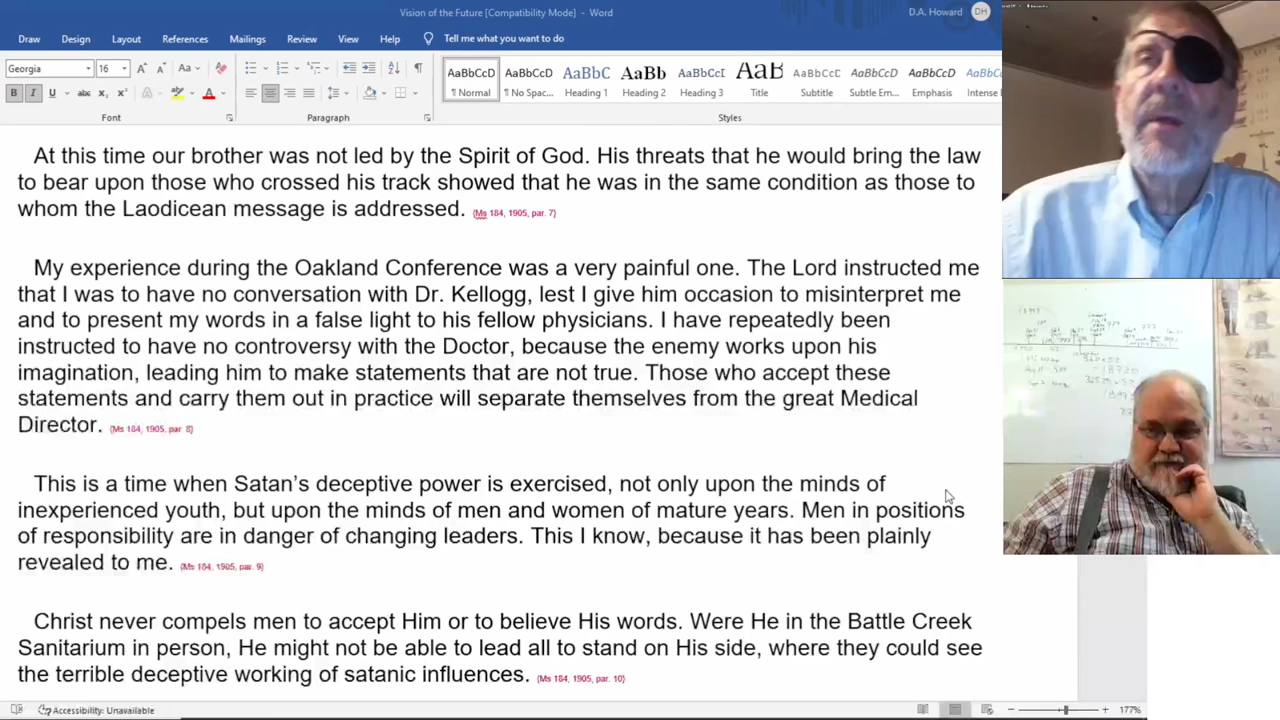 Vision of the Future [Compatibility Mode] - Word
D.A. Howard
DH
Draw Design Layout References Mailings Review View Help Tell me what you want to do
Georgia 16
AaBbCcD AaBbCcD AaBbC AaBb AaBbCcI AaB AaBbCcD AaBbCcD AaBbCcD AaBbC
¶ Normal ¶ No Spac... Heading 1 Heading 2 Heading 3 Title Subtitle Subtle Em... Emphasis Intense
Font Paragraph Styles
At this time our brother was not led by the Spirit of God. His threats that he would bring the law
to bear upon those who crossed his track showed that he was in the same condition as those to
whom the Laodicean message is addressed. {Ms 184, 1905, par. 7}
My experience during the Oakland Conference was a very painful one. The Lord instructed me
that I was to have no conversation with Dr. Kellogg, lest I give him occasion to misinterpret me
and to present my words in a false light to his fellow physicians. I have repeatedly been
instructed to have no controversy with the Doctor, because the enemy works upon his
imagination, leading him to make statements that are not true. Those who accept these
statements and carry them out in practice will separate themselves from the great Medical
Director. {Ms 184, 1905, par. 8}
This is a time when Satan’s deceptive power is exercised, not only upon the minds of
inexperienced youth, but upon the minds of men and women of mature years. Men in positions
of responsibility are in danger of changing leaders. This I know, because it has been plainly
revealed to me. {Ms 184, 1905, par. 9}
Christ never compels men to accept Him or to believe His words. Were He in the Battle Creek
Sanitarium in person, He might not be able to lead all to stand on His side, where they could see
the terrible deceptive working of satanic influences. {Ms 184, 1905, par. 10}
Accessibility: Unavailable
177%